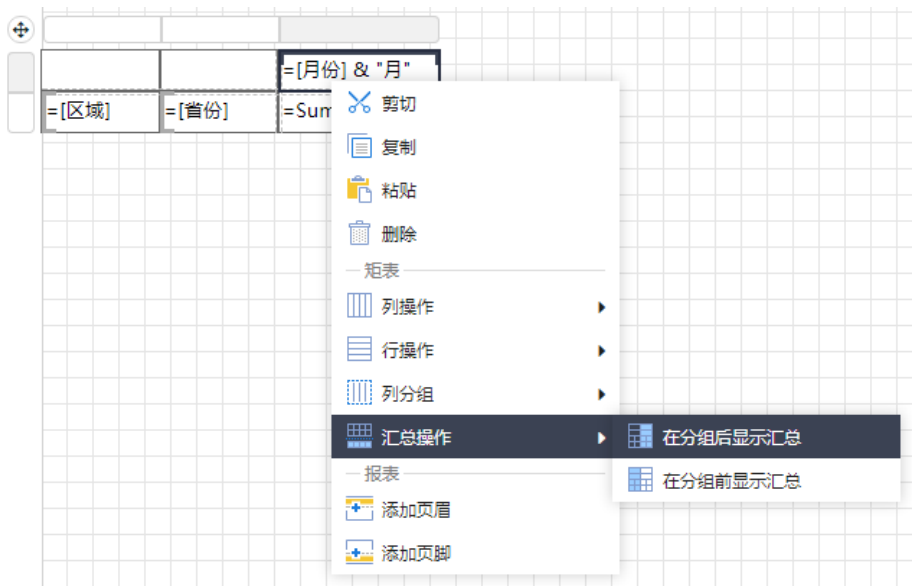 =[月份] & "月"
=[区域] =[省份] =Sum
剪切
复制
粘贴
删除
矩表
列操作
行操作
列分组
汇总操作
在分组后显示汇总
在分组前显示汇总
报表
添加页眉
添加页脚